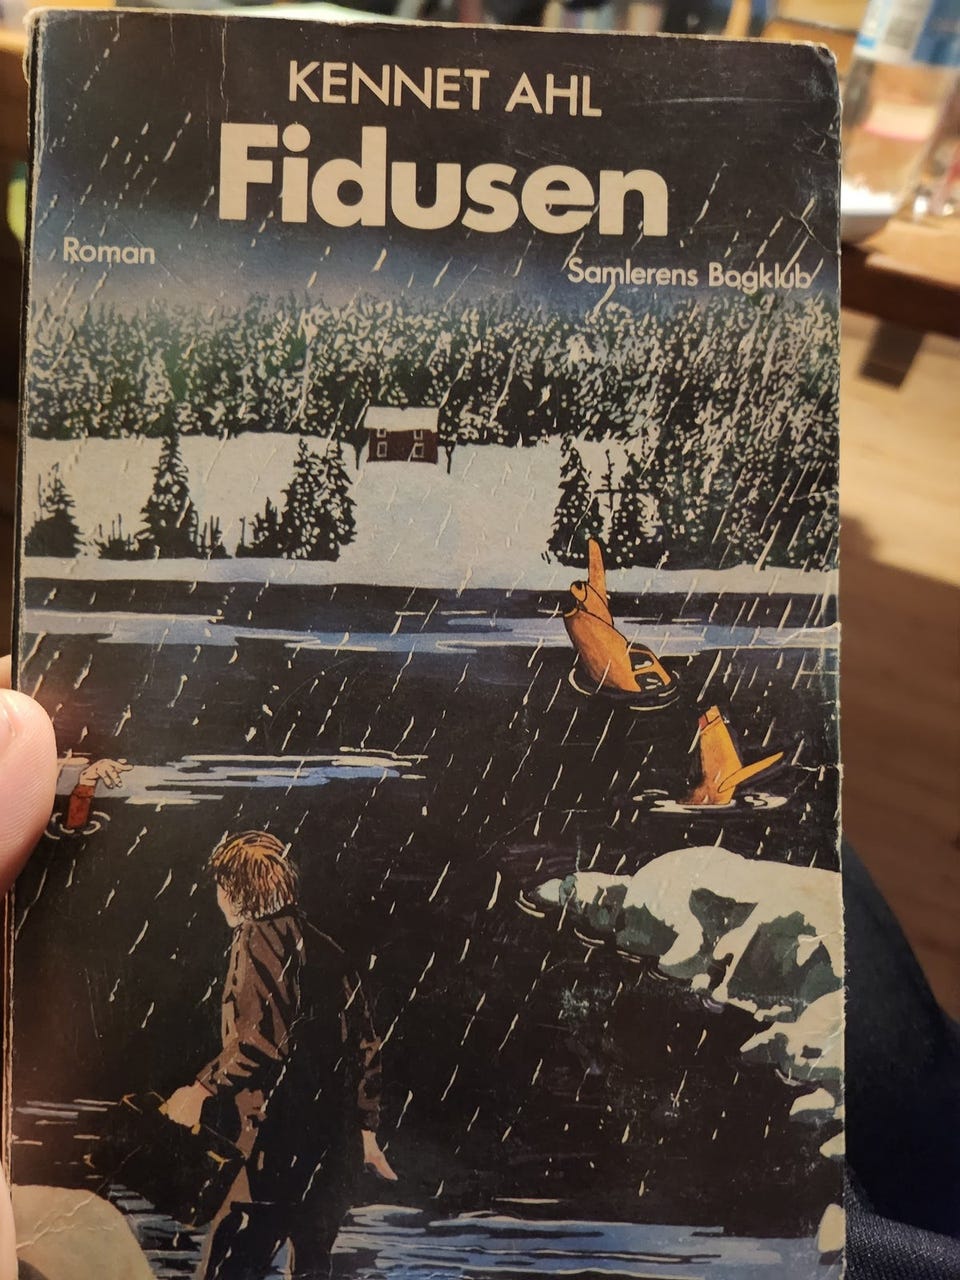 KENNET AHL
Fidusen
Roman
Samlerens Bogklub